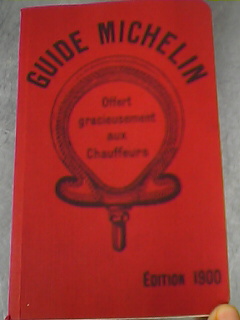 GUIDE MICHELIN
Offert
gracieusement
aux
Chauffeurs
ÉDITION 1900